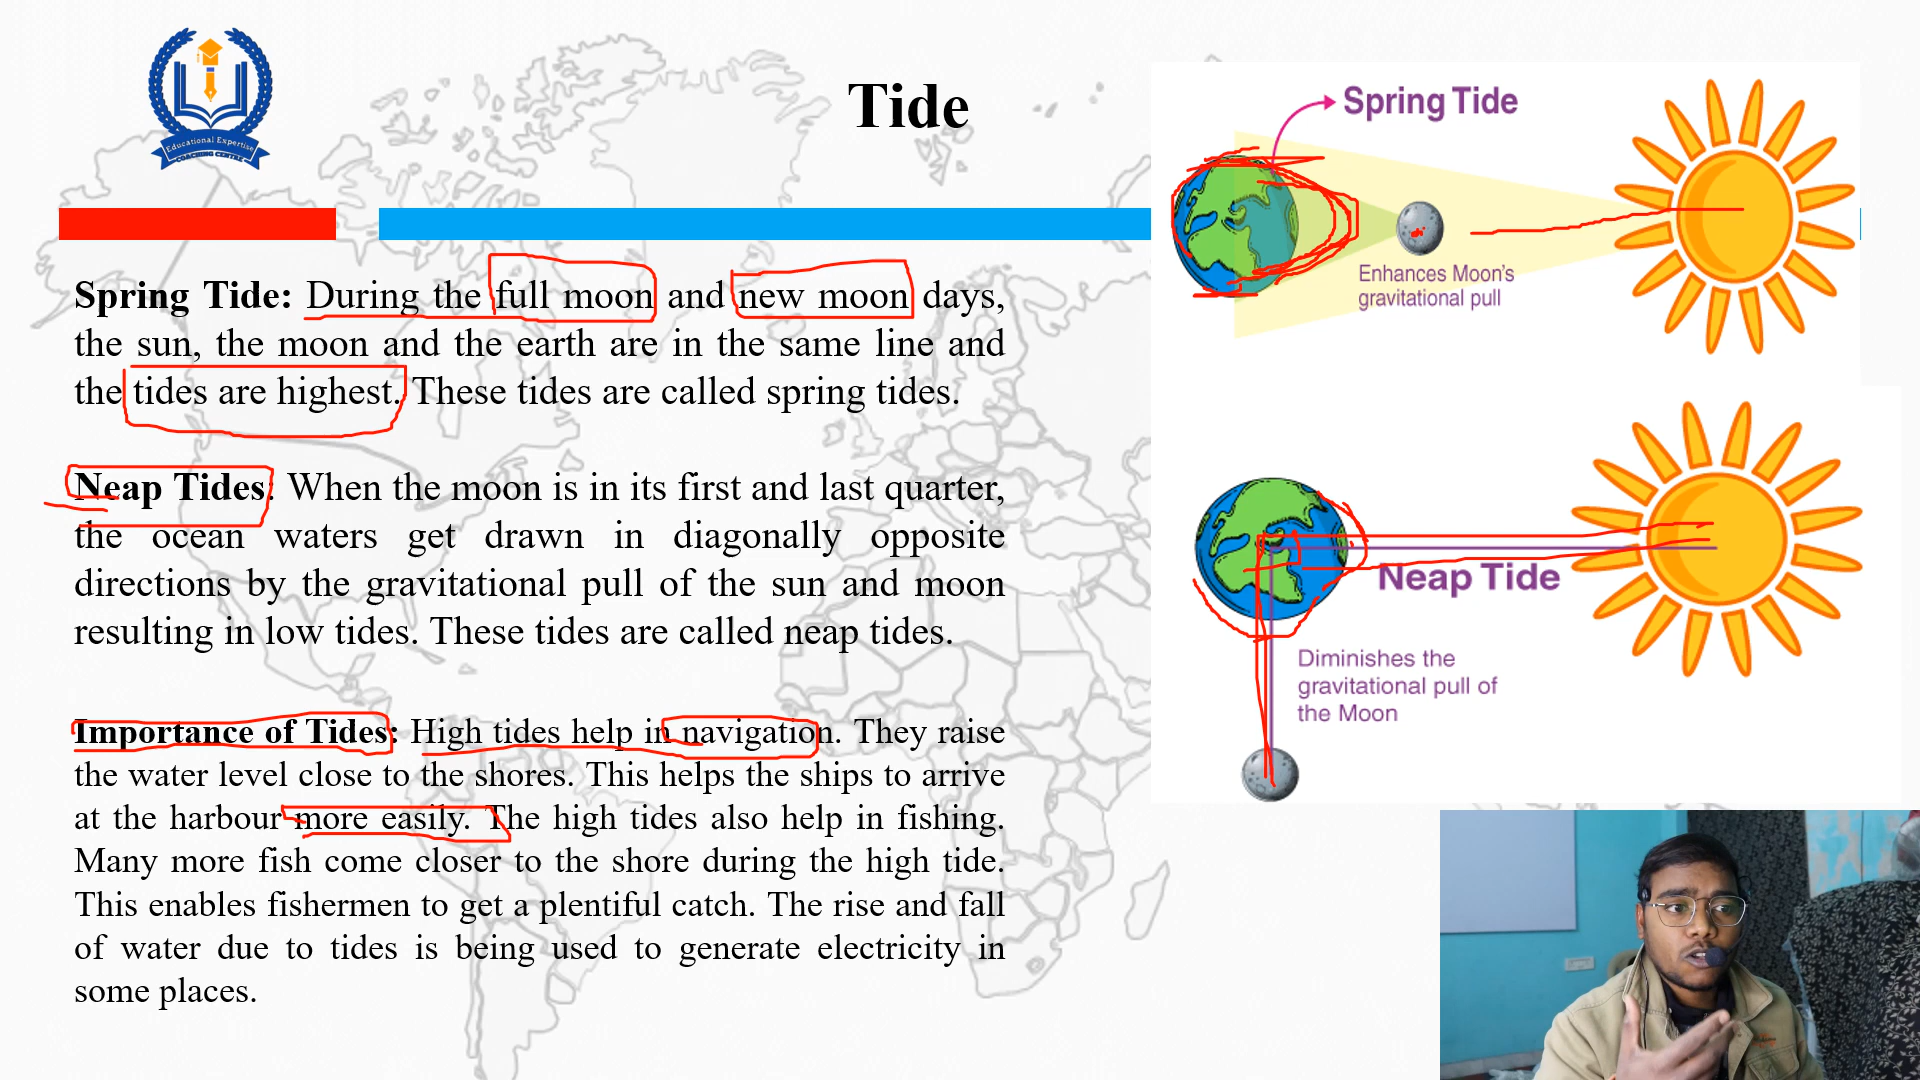 Educational Expertise
COACHING CENTRE
Tide
Spring Tide
Enhances Moon's
gravitational pull
Spring Tide: During the full moon and new moon days,
the sun, the moon and the earth are in the same line and
the tides are highest. These tides are called spring tides.
Neap Tides: When the moon is in its first and last quarter,
the ocean waters get drawn in diagonally opposite
directions by the gravitational pull of the sun and moon
resulting in low tides. These tides are called neap tides.
Neap Tide
Diminishes the
gravitational pull of
the Moon
Importance of Tides: High tides help in navigation. They raise
the water level close to the shores. This helps the ships to arrive
at the harbour more easily. The high tides also help in fishing.
Many more fish come closer to the shore during the high tide.
This enables fishermen to get a plentiful catch. The rise and fall
of water due to tides is being used to generate electricity in
some places.